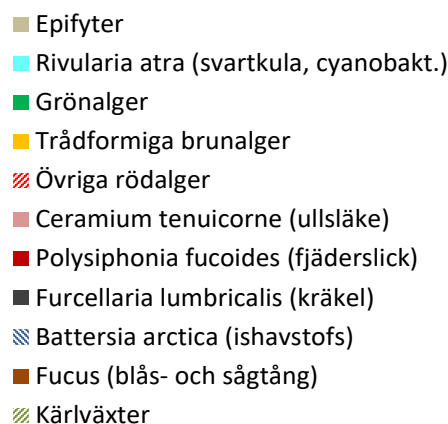 Epifyter
Rivularia atra (svartkula, cyanobakt.)
Grönalger
Trådformiga brunalger
Övriga rödalger
Ceramium tenuicorne (ullsläke)
Polysiphonia fucoides (fjäderslick)
Furcellaria lumbricalis (kräkel)
Battersia arctica (ishavstofs)
Fucus (blås- och sågtång)
Kärlväxter